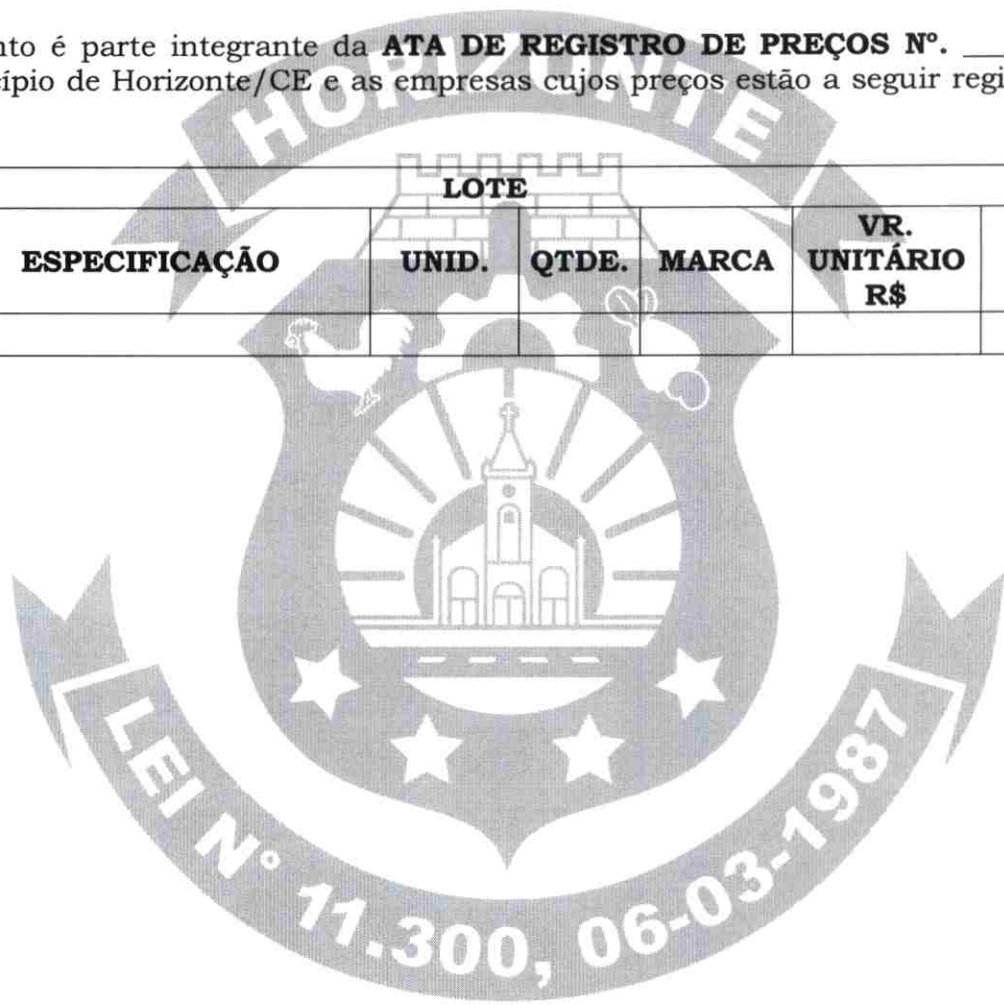 nto é parte integrante da ATA DE REGISTRO DE PREÇOS Nº. __
cípio de Horizonte/CE e as empresas cujos preços estão a seguir regi
HORIZONTE
LOTE
ESPECIFICAÇÃO UNID. QTDE. MARCA VR. UNITÁRIO R$
LEI Nº 11.300, 06-03-1987